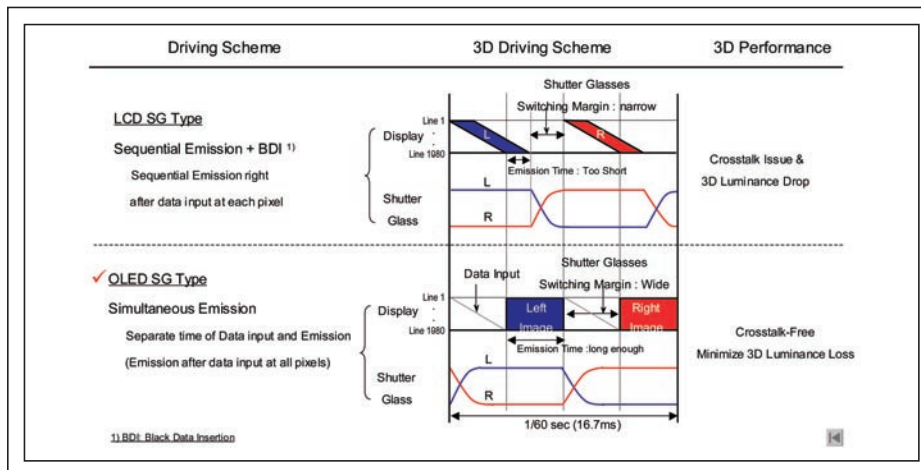 Driving Scheme
3D Driving Scheme
3D Performance
LCD SG Type
Sequential Emission + BDI 1)
Sequential Emission right
after data input at each pixel
Display
Shutter
Glass
Shutter Glasses
Switching Margin : narrow
Line 1
:
Line 1080
L
R
Emission Time : Too Short
L
R
Crosstalk Issue &
3D Luminance Drop
✓ OLED SG Type
Simultaneous Emission
Separate time of Data input and Emission
(Emission after data input at all pixels)
Display
Shutter
Glass
Data Input
Shutter Glasses
Switching Margin : Wide
Line 1
:
Line 1080
Left
Image
Right
Image
Emission Time :long enough
L
R
1/60 sec (16.7ms)
Crosstalk-Free
Minimize 3D Luminance Loss
1) BDI: Black Data Insertion